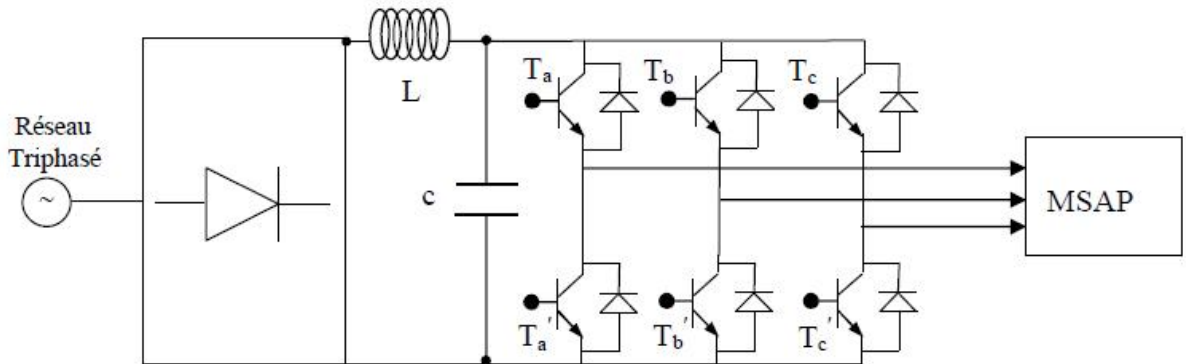 L
Réseau
Triphasé
~
c
Ta
Tb
Tc
MSAP
Ta'
Tb'
Tc'